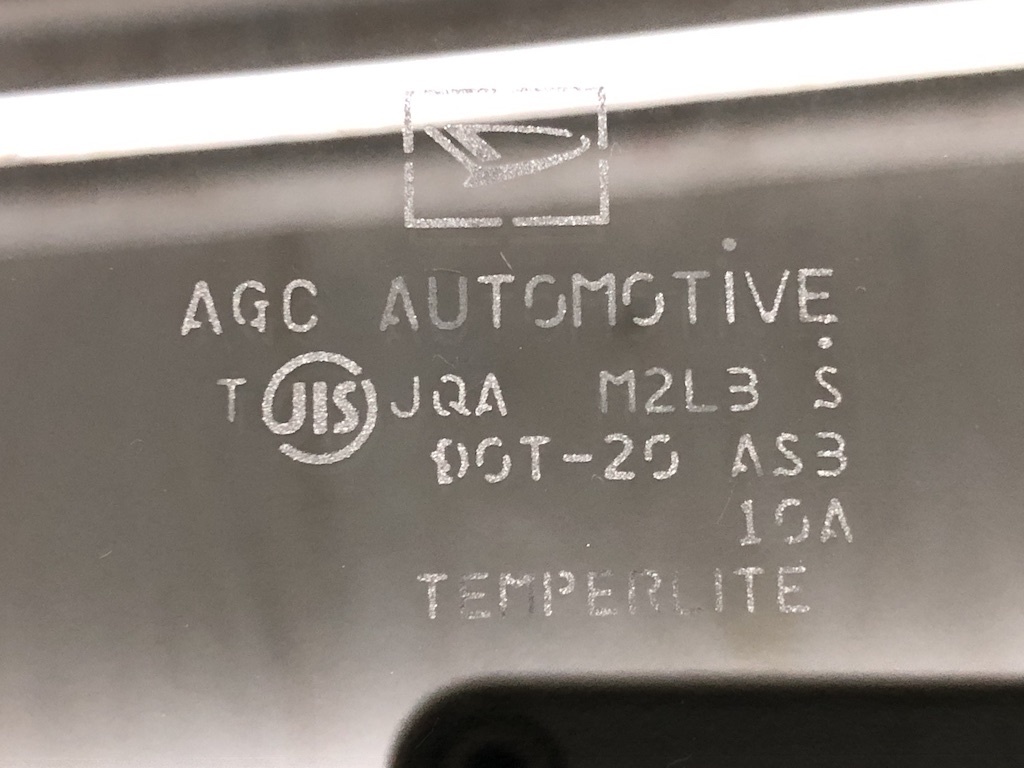 AGC AUTOMOTIVE
T JIS JQA M2L3 S
DOT-20 AS3
10A
TEMPERLITE